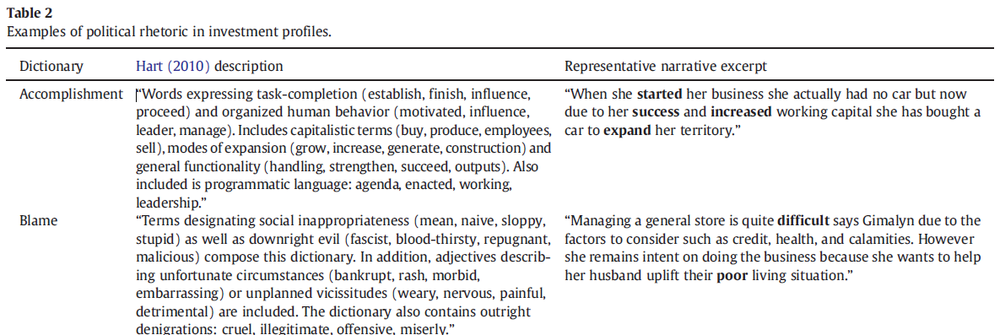 Table 2
Examples of political rhetoric in investment profiles.
Dictionary Hart (2010) description Representative narrative excerpt
Accomplishment “Words expressing task-completion (establish, finish, influence,
proceed) and organized human behavior (motivated, influence,
leader, manage). Includes capitalistic terms (buy, produce, employees,
sell), modes of expansion (grow, increase, generate, construction) and
general functionality (handling, strengthen, succeed, outputs). Also
included is programmatic language: agenda, enacted, working,
leadership.”
“When she started her business she actually had no car but now
due to her success and increased working capital she has bought a
car to expand her territory.”
Blame “Terms designating social inappropriateness (mean, naive, sloppy,
stupid) as well as downright evil (fascist, blood-thirsty, repugnant,
malicious) compose this dictionary. In addition, adjectives describ-
ing unfortunate circumstances (bankrupt, rash, morbid,
embarrassing) or unplanned vicissitudes (weary, nervous, painful,
detrimental) are included. The dictionary also contains outright
denigrations: cruel, illegitimate, offensive, miserly.”
“Managing a general store is quite difficult says Gimalyn due to the
factors to consider such as credit, health, and calamities. However
she remains intent on doing the business because she wants to help
her husband uplift their poor living situation.”